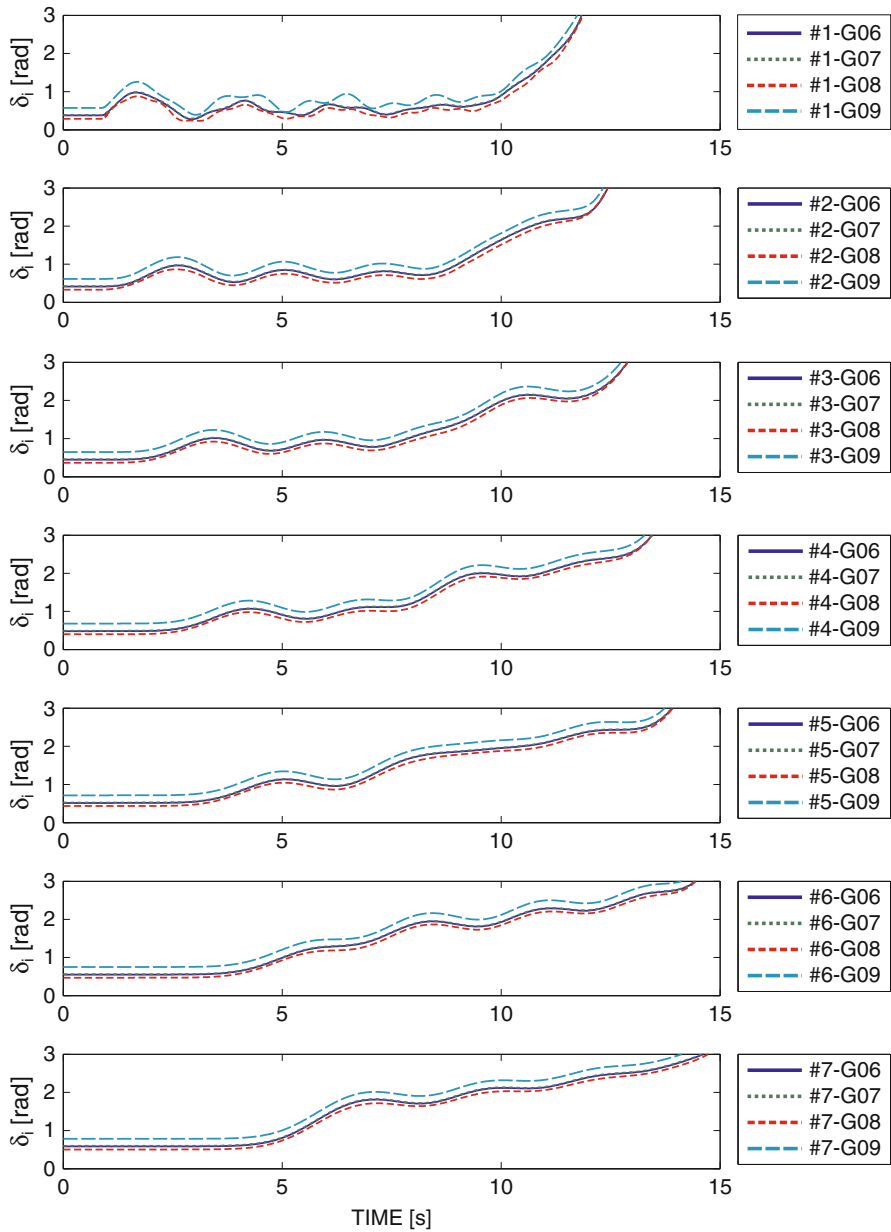 3
2
1
0
δi [rad]
0
5
10
15
#1-G06
#1-G07
#1-G08
#1-G09
3
2
1
0
δi [rad]
0
5
10
15
#2-G06
#2-G07
#2-G08
#2-G09
3
2
1
0
δi [rad]
0
5
10
15
#3-G06
#3-G07
#3-G08
#3-G09
3
2
1
0
δi [rad]
0
5
10
15
#4-G06
#4-G07
#4-G08
#4-G09
3
2
1
0
δi [rad]
0
5
10
15
#5-G06
#5-G07
#5-G08
#5-G09
3
2
1
0
δi [rad]
0
5
10
15
#6-G06
#6-G07
#6-G08
#6-G09
3
2
1
0
δi [rad]
0
5
10
15
#7-G06
#7-G07
#7-G08
#7-G09
TIME [s]